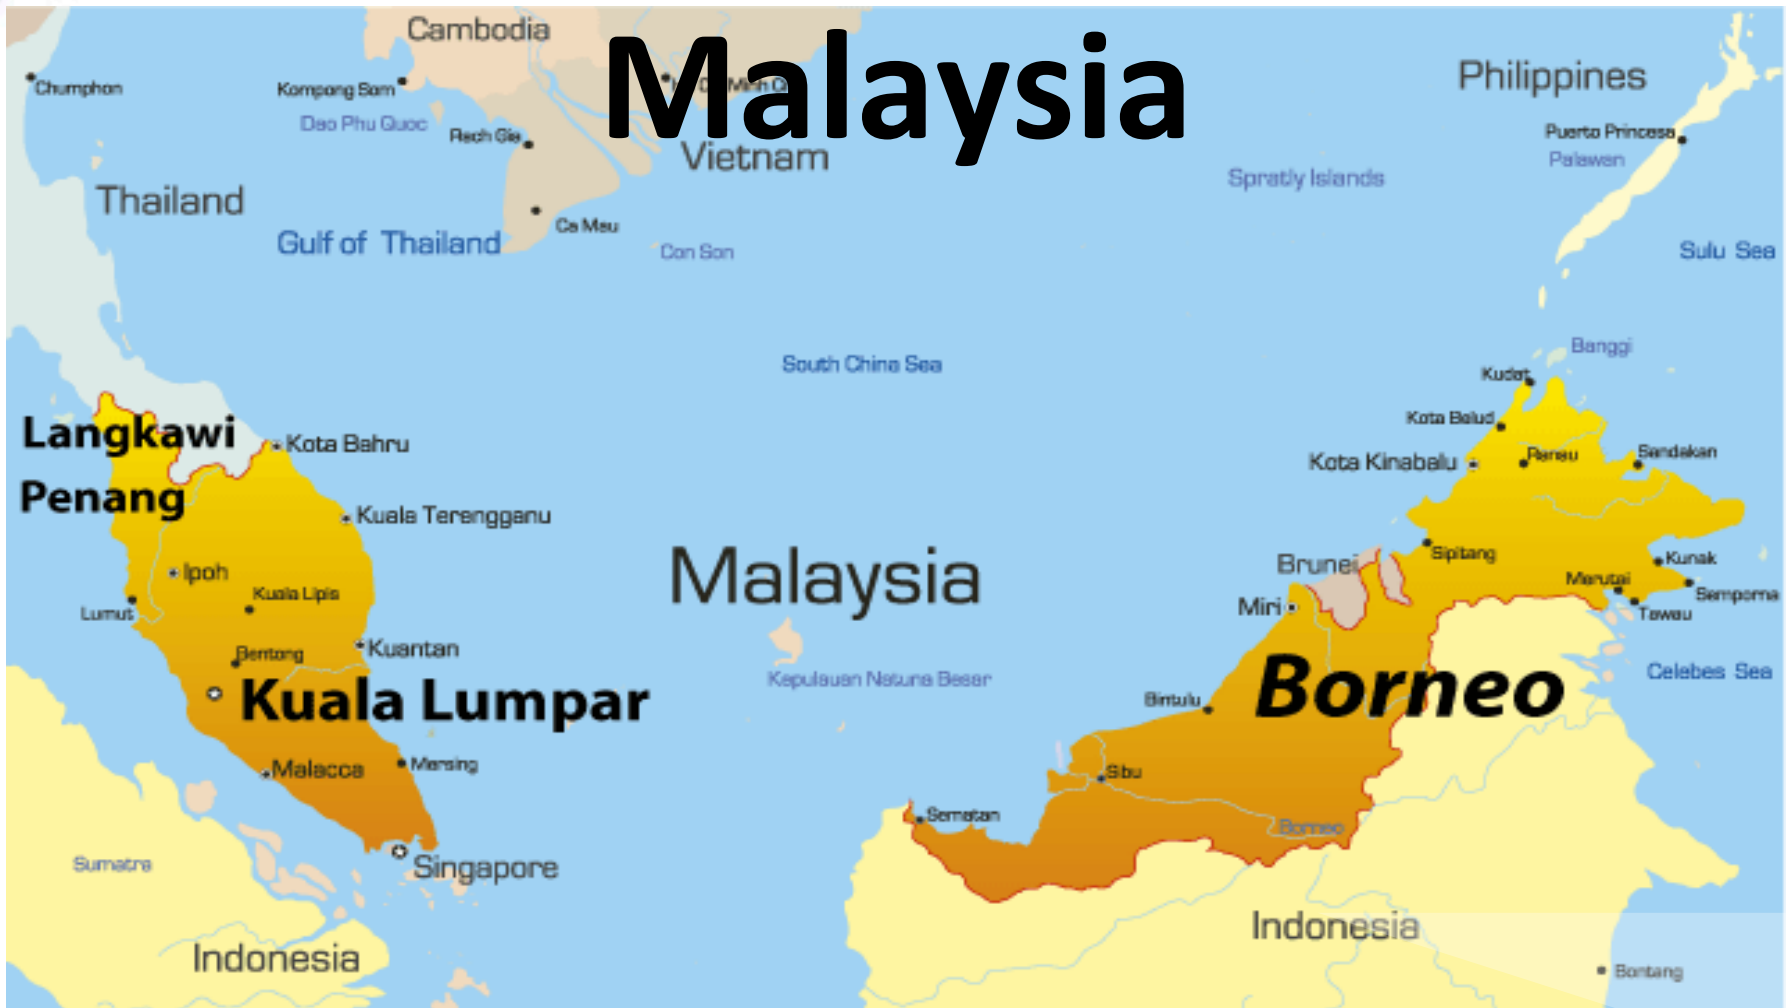 Malaysia
Cambodia
Philippines
Chumphon
Kompong Som
Dao Phu Quoc
Rach Gia
Vietnam
Puerto Princesa
Palawan
Spratly Islands
Thailand
Ca Mau
Gulf of Thailand
Con Son
Sulu Sea
Banggi
South China Sea
Kudat
Kota Belud
Langkawi
Kota Bahru
Kota Kinabalu
Ranau
Sandakan
Penang
Kuala Terengganu
Malaysia
Brunei
Sipitang
Kunak
Ipoh
Kuala Lipis
Merutai
Semporna
Lumut
Miri
Tawau
Bentong
Kuantan
Borneo
Kepulauan Natuna Besar
Celebes Sea
Kuala Lumpar
Bintulu
Malacca
Mersing
Sibu
Sematan
Borneo
Sumatra
Singapore
Indonesia
Indonesia
Bontang